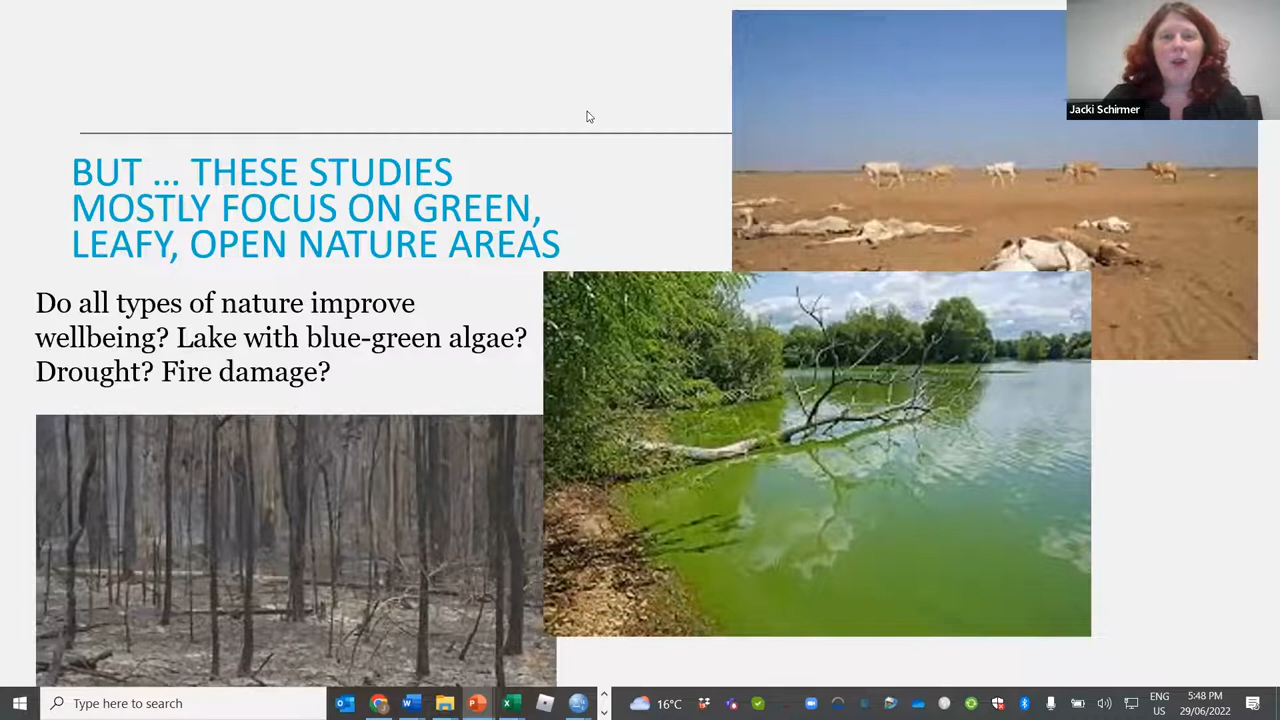 Jacki Schirmer
BUT ... THESE STUDIES
MOSTLY FOCUS ON GREEN,
LEAFY, OPEN NATURE AREAS
Do all types of nature improve
wellbeing? Lake with blue-green algae?
Drought? Fire damage?
Type here to search
16°C
ENG
US
5:48 PM
29/06/2022